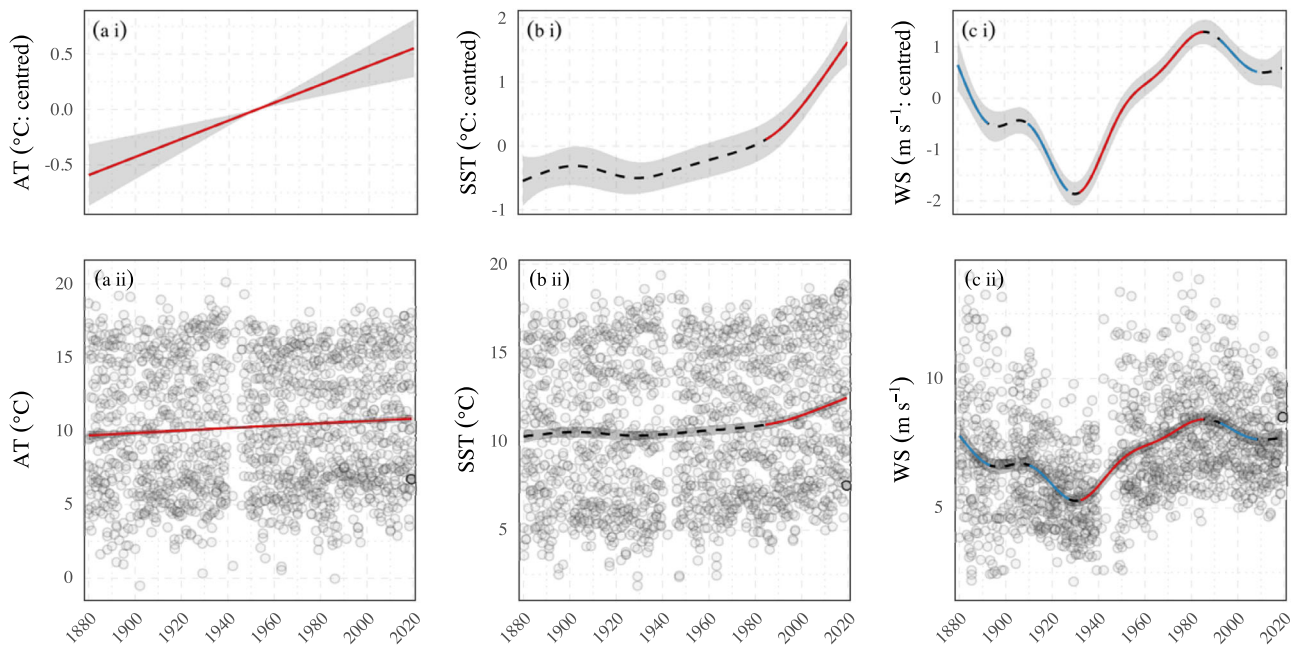 (a i)
AT (°C: centred)
0.5
0.0
-0.5
(b i)
SST (°C: centred)
2
1
0
-1
(c i)
WS (m s⁻¹: centred)
1
0
-1
-2
(a ii)
AT (°C)
20
15
10
5
0
1880 1900 1920 1940 1960 1980 2000 2020
(b ii)
SST (°C)
20
15
10
5
1880 1900 1920 1940 1960 1980 2000 2020
(c ii)
WS (m s⁻¹)
10
5
1880 1900 1920 1940 1960 1980 2000 2020